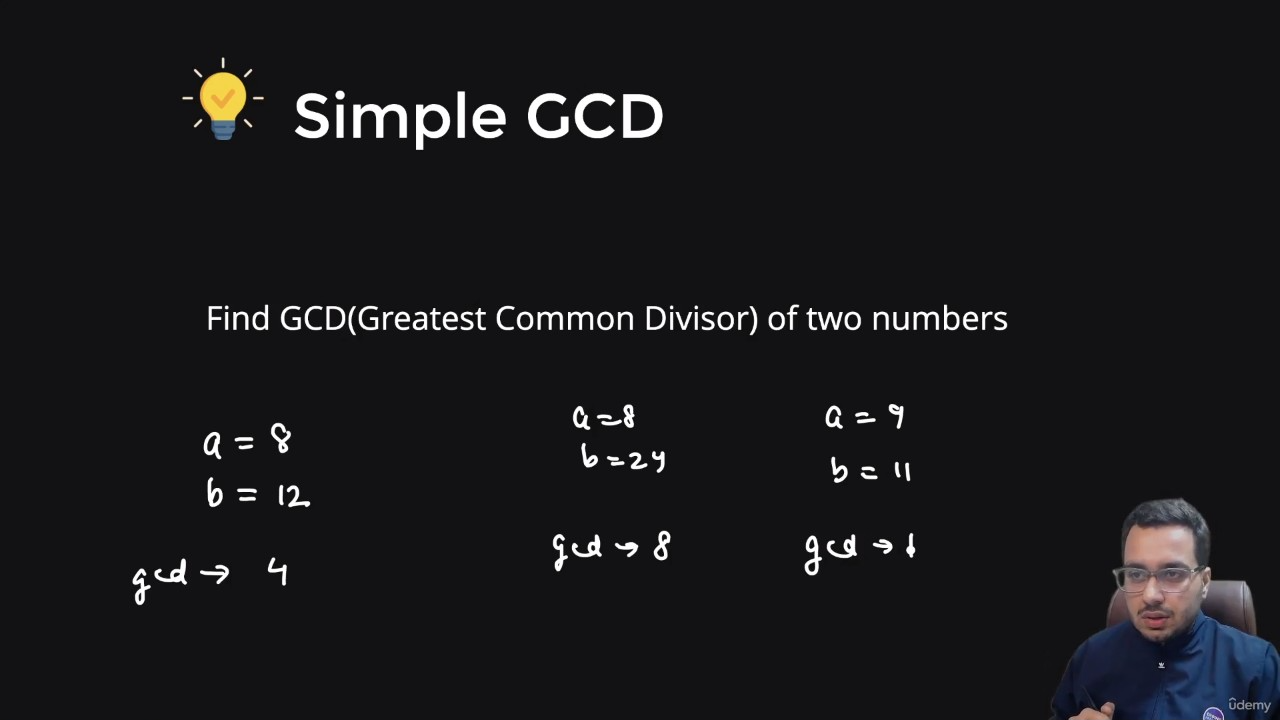 Simple GCD
Find GCD(Greatest Common Divisor) of two numbers
a = 8
b = 12
gcd → 4
a = 8
b = 24
gcd → 8
a = 9
b = 11
gcd → 1
ûdemy